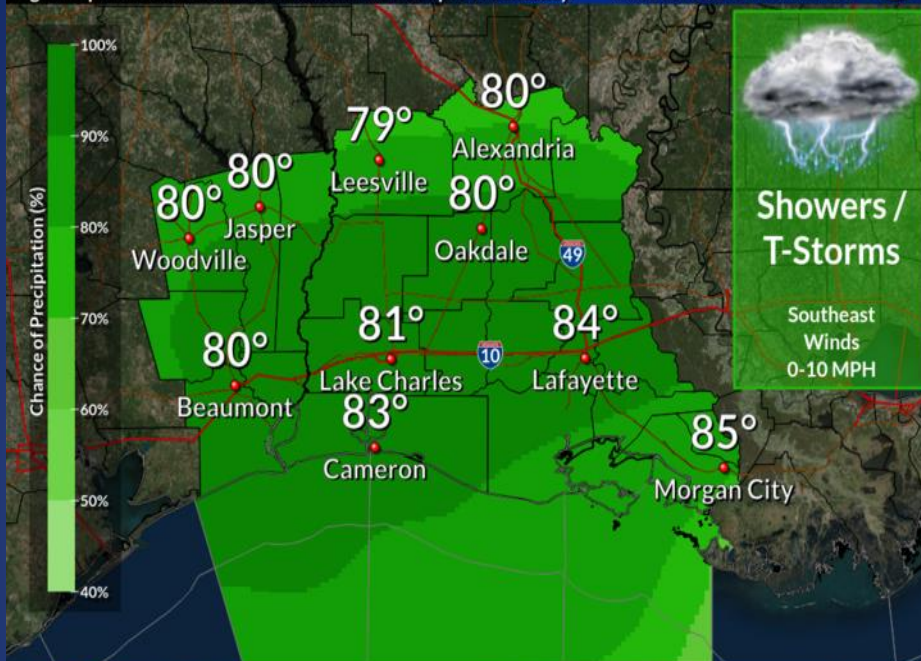 100%
90%
80%
70%
60%
50%
40%
Chance of Precipitation (%)
80°
Alexandria
79°
Leesville
80°
Jasper
80°
Woodville
80°
Oakdale
49
80°
Beaumont
81°
Lake Charles
10
84°
Lafayette
83°
Cameron
85°
Morgan City
Showers /
T-Storms
Southeast
Winds
0-10 MPH